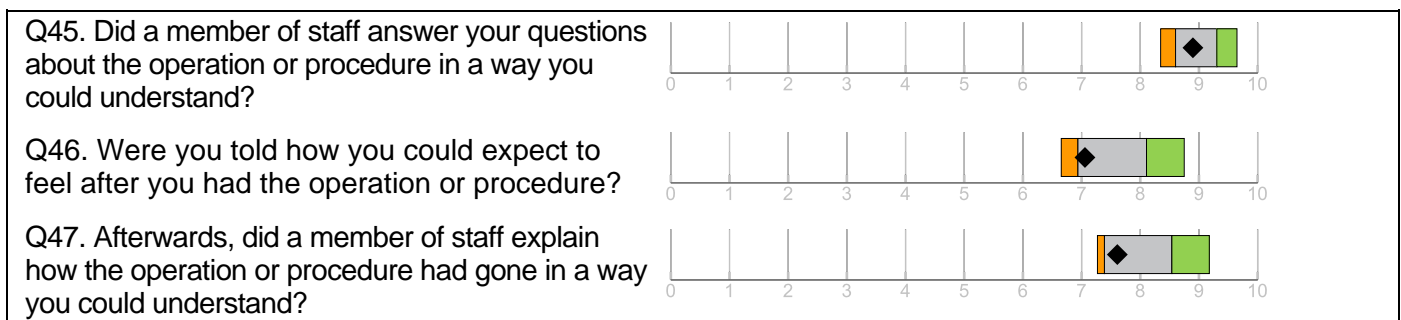 Q45. Did a member of staff answer your questions
about the operation or procedure in a way you
could understand?
0 1 2 3 4 5 6 7 8 9 10
Q46. Were you told how you could expect to
feel after you had the operation or procedure?
0 1 2 3 4 5 6 7 8 9 10
Q47. Afterwards, did a member of staff explain
how the operation or procedure had gone in a way
you could understand?
0 1 2 3 4 5 6 7 8 9 10